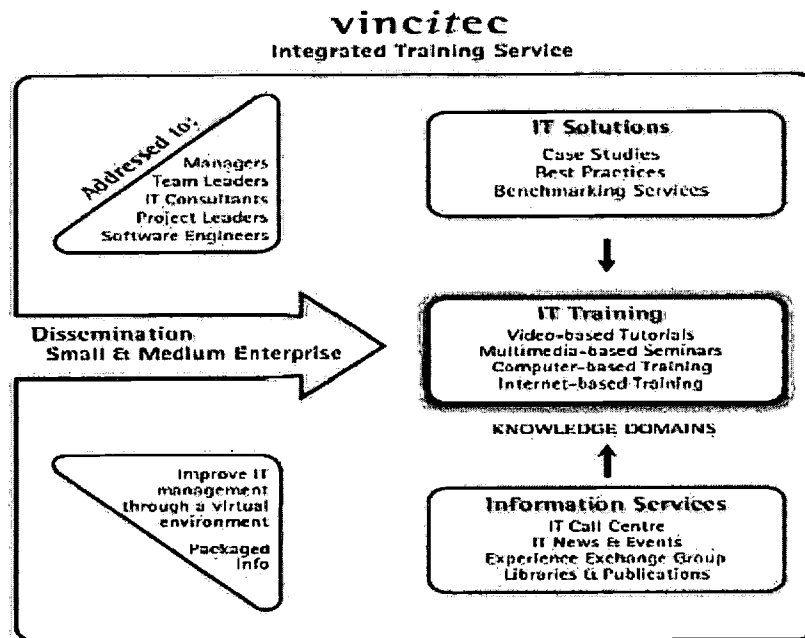 vincitec
Integrated Training Service
Addressed to:
Managers
Team Leaders
IT Consultants
Project Leaders
Software Engineers
IT Solutions
Case Studies
Best Practices
Benchmarking Services
Dissemination
Small & Medium Enterprise
IT Training
Video-based Tutorials
Multimedia-based Seminars
Computer-based Training
Internet-based Training
KNOWLEDGE DOMAINS
Improve IT
management
through a virtual
environment
Packaged
Info
Information Services
IT Call Centre
IT News & Events
Experience Exchange Group
Libraries & Publications